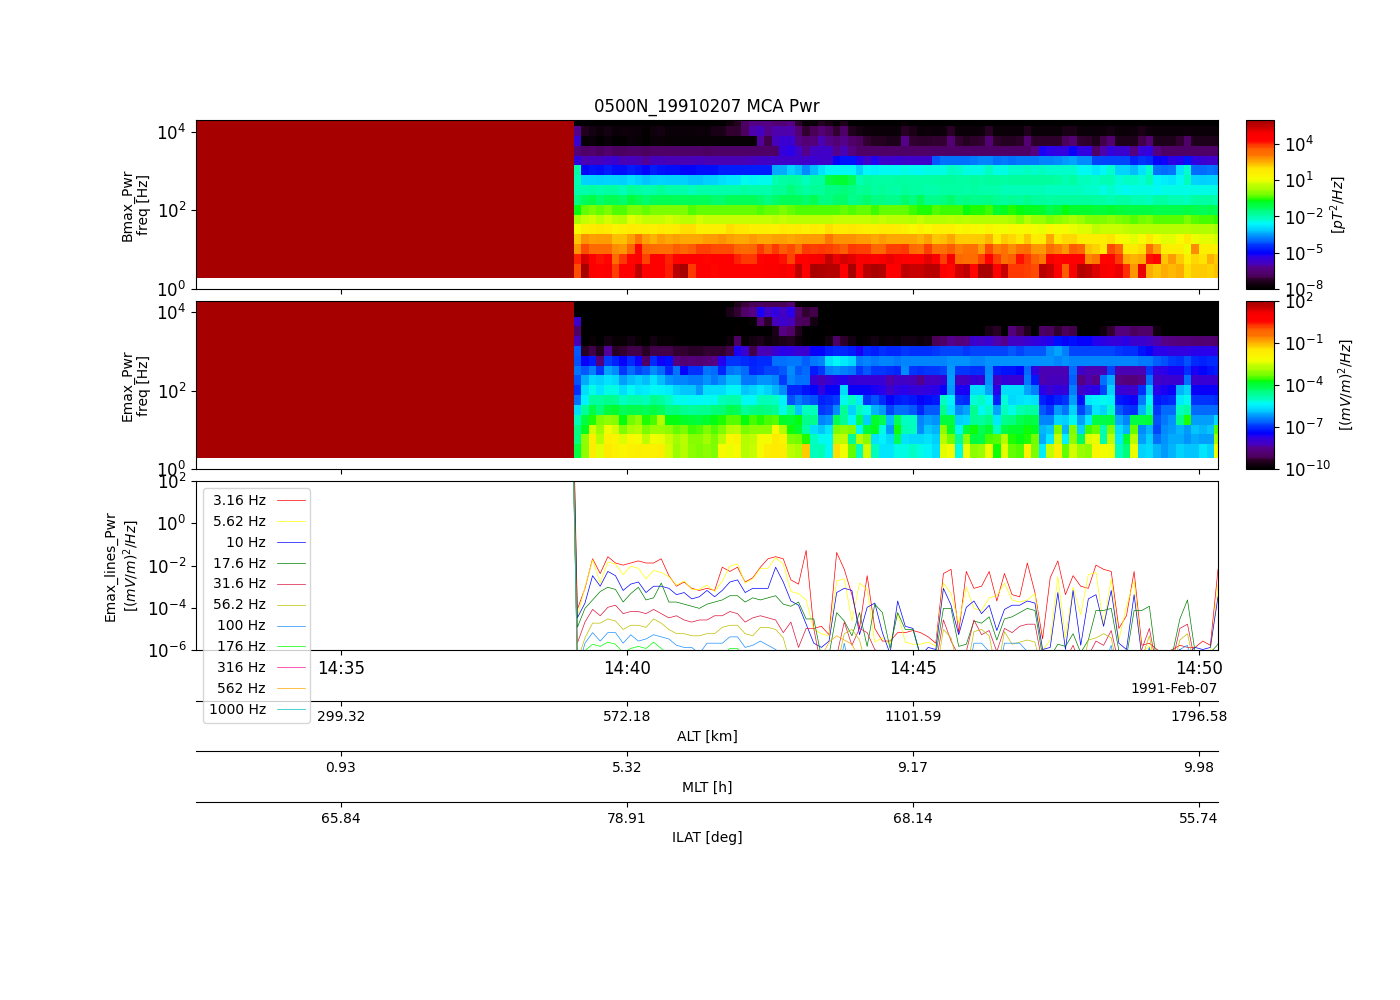 0500N_19910207 MCA Pwr
10^4
10^2
10^0
Bmax_Pwr
freq [Hz]
10^4
10^1
10^-2
10^-5
10^-8
[pT^2/Hz]
10^4
10^2
10^0
Emax_Pwr
freq [Hz]
10^2
10^-1
10^-4
10^-7
10^-10
[(mV/m)^2/Hz]
10^2
10^0
10^-2
10^-4
10^-6
Emax_lines_Pwr
[(mV/m)^2/Hz]
3.16 Hz
5.62 Hz
10 Hz
17.6 Hz
31.6 Hz
56.2 Hz
100 Hz
176 Hz
316 Hz
562 Hz
1000 Hz
14:35 14:40 14:45 14:50
1991-Feb-07
299.32 572.18 1101.59 1796.58
ALT [km]
0.93 5.32 9.17 9.98
MLT [h]
65.84 78.91 68.14 55.74
ILAT [deg]